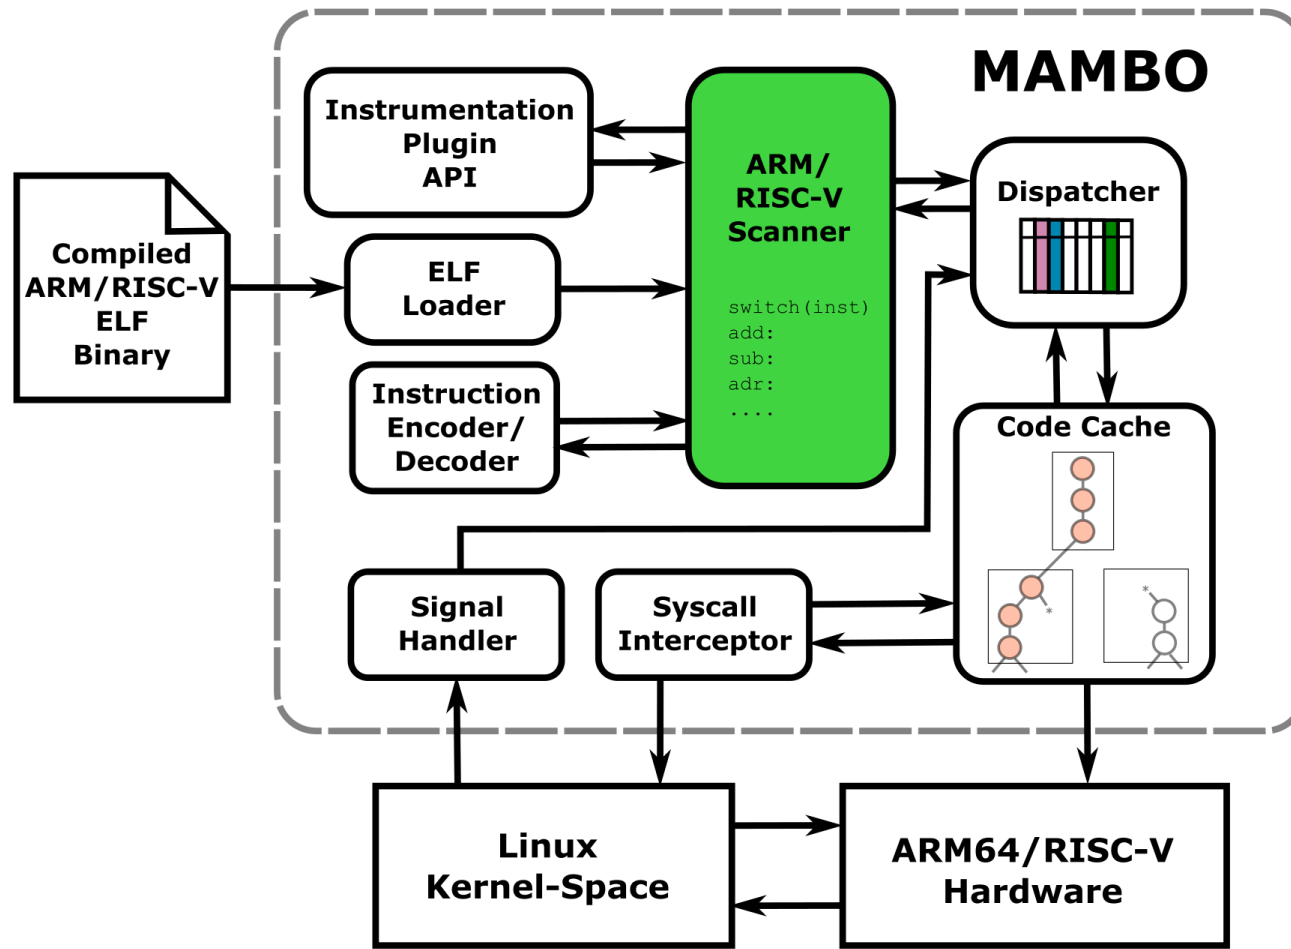 MAMBO
Instrumentation
Plugin
API
ARM/
RISC-V
Scanner
switch(inst)
add:
sub:
adr:
....
Dispatcher
Compiled
ARM/RISC-V
ELF
Binary
ELF
Loader
Instruction
Encoder/
Decoder
Code Cache
*
*
Signal
Handler
Syscall
Interceptor
Linux
Kernel-Space
ARM64/RISC-V
Hardware